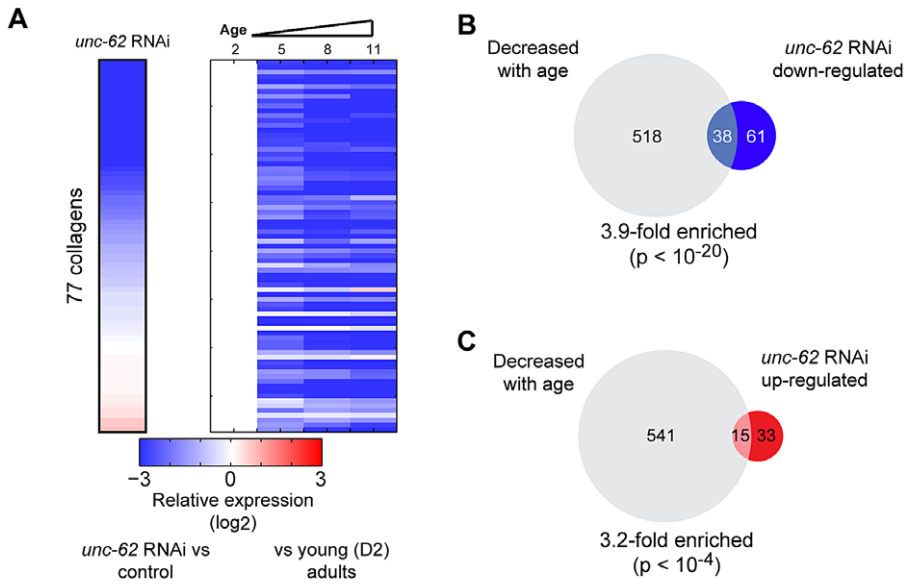 A
unc-62 RNAi
Age
2 5 8 11
77 collagens
−3 0 3
Relative expression
(log2)
unc-62 RNAi vs
control
vs young (D2)
adults
B
Decreased
with age
unc-62 RNAi
down-regulated
518 38 61
3.9-fold enriched
(p < 10-20)
C
Decreased
with age
unc-62 RNAi
up-regulated
541 15 33
3.2-fold enriched
(p < 10-4)